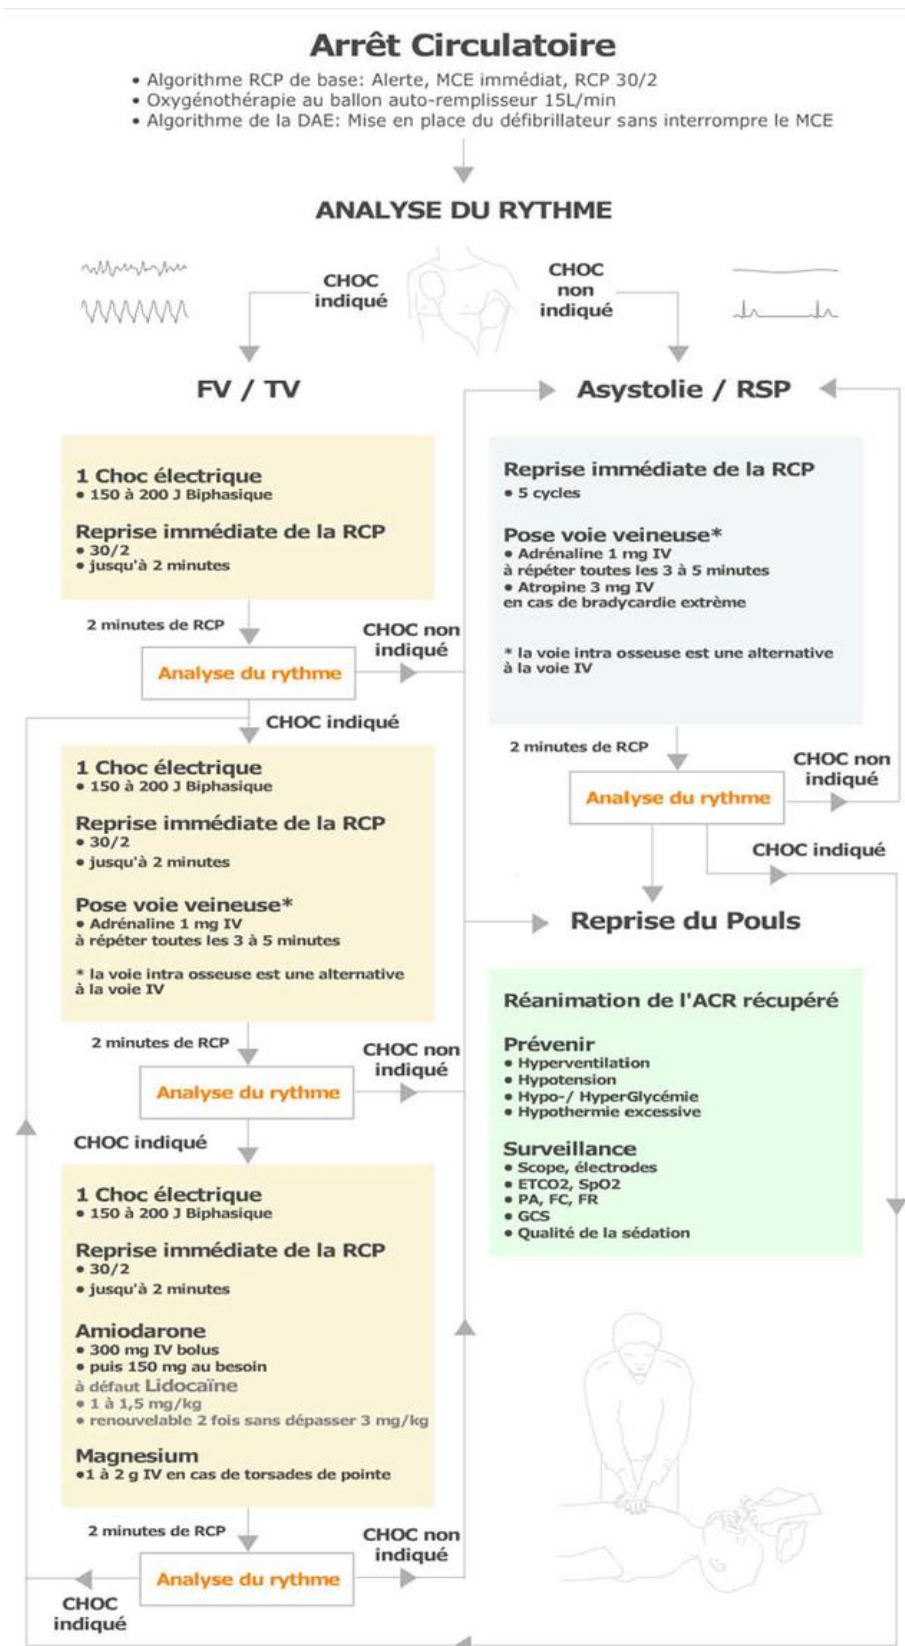 Arrêt Circulatoire
• Algorithme RCP de base: Alerte, MCE immédiat, RCP 30/2
• Oxygénothérapie au ballon auto-remplisseur 15L/min
• Algorithme de la DAE: Mise en place du défibrillateur sans interrompre le MCE
ANALYSE DU RYTHME
CHOC
indiqué
CHOC
non
indiqué
FV / TV
1 Choc électrique
• 150 à 200 J Biphasique
Reprise immédiate de la RCP
• 30/2
• jusqu'à 2 minutes
2 minutes de RCP
Analyse du rythme
CHOC non
indiqué
CHOC indiqué
1 Choc électrique
• 150 à 200 J Biphasique
Reprise immédiate de la RCP
• 30/2
• jusqu'à 2 minutes
Pose voie veineuse*
• Adrénaline 1 mg IV
à répéter toutes les 3 à 5 minutes
* la voie intra osseuse est une alternative
à la voie IV
2 minutes de RCP
Analyse du rythme
CHOC non
indiqué
CHOC indiqué
1 Choc électrique
• 150 à 200 J Biphasique
Reprise immédiate de la RCP
• 30/2
• jusqu'à 2 minutes
Amiodarone
• 300 mg IV bolus
• puis 150 mg au besoin
à défaut Lidocaïne
• 1 à 1,5 mg/kg
• renouvelable 2 fois sans dépasser 3 mg/kg
Magnesium
•1 à 2 g IV en cas de torsades de pointe
2 minutes de RCP
Analyse du rythme
CHOC non
indiqué
CHOC
indiqué
Asystolie / RSP
Reprise immédiate de la RCP
• 5 cycles
Pose voie veineuse*
• Adrénaline 1 mg IV
à répéter toutes les 3 à 5 minutes
• Atropine 3 mg IV
en cas de bradycardie extrème
* la voie intra osseuse est une alternative
à la voie IV
2 minutes de RCP
Analyse du rythme
CHOC non
indiqué
CHOC indiqué
Reprise du Pouls
Réanimation de l'ACR récupéré
Prévenir
• Hyperventilation
• Hypotension
• Hypo-/ HyperGlycémie
• Hypothermie excessive
Surveillance
• Scope, électrodes
• ETCO2, SpO2
• PA, FC, FR
• GCS
• Qualité de la sédation